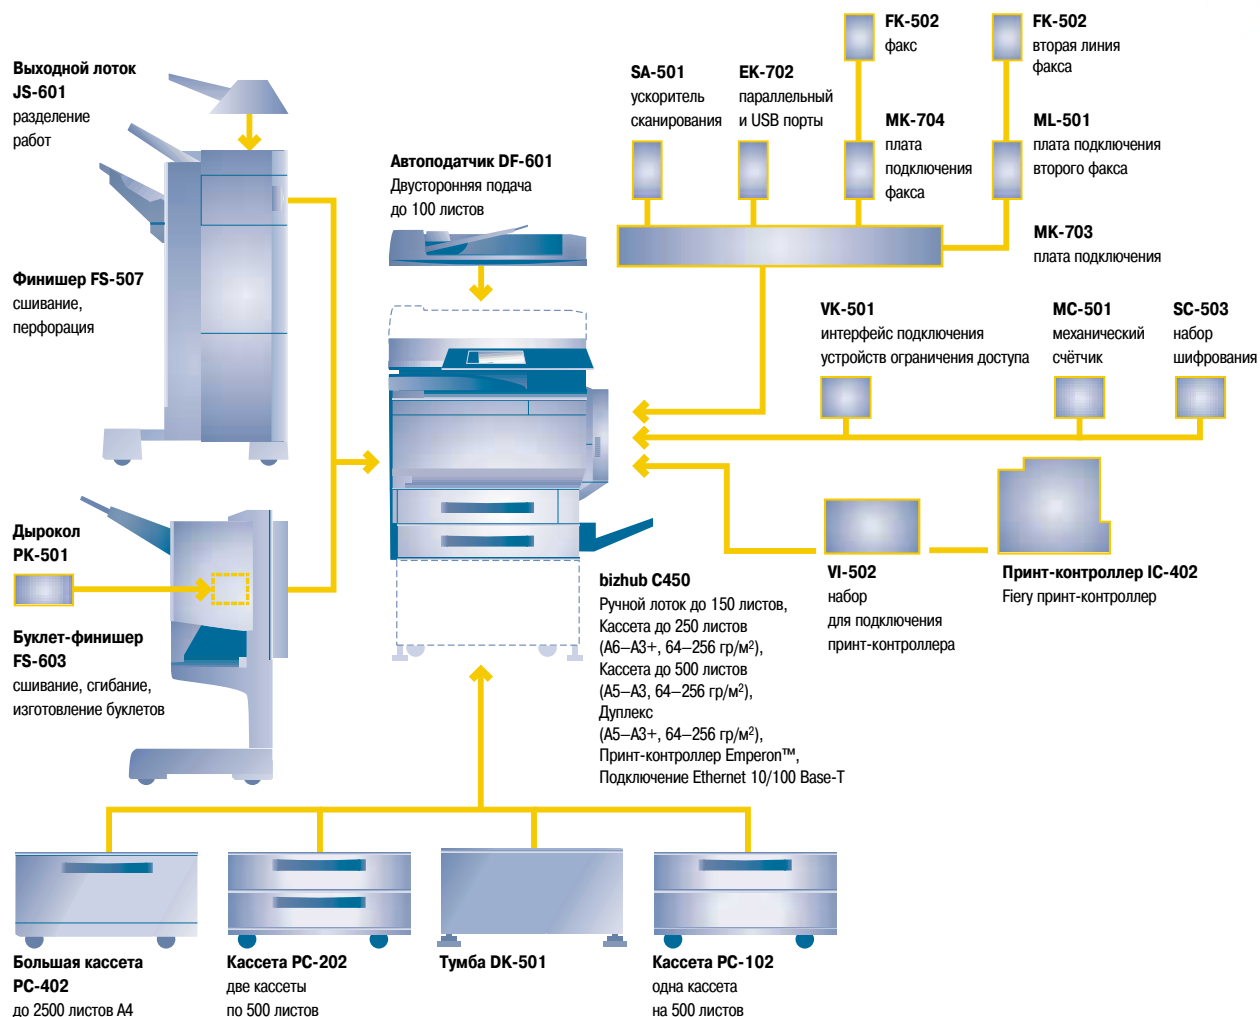 Выходной лоток
JS-601
разделение
работ
Финишер FS-507
сшивание,
перфорация
Дырокол
PK-501
Буклет-финишер
FS-603
сшивание, сгибание,
изготовление буклетов
Автоподатчик DF-601
Двусторонняя подача
до 100 листов
SA-501
ускоритель
сканирования
EK-702
параллельный
и USB порты
FK-502
факс
MK-704
плата
подключения
факса
FK-502
вторая линия
факса
ML-501
плата подключения
второго факса
MK-703
плата подключения
VK-501
интерфейс подключения
устройств ограничения доступа
MC-501
механический
счётчик
SC-503
набор
шифрования
VI-502
набор
для подключения
принт-контроллера
Принт-контроллер IC-402
Fiery принт-контроллер
bizhub C450
Ручной лоток до 150 листов,
Кассета до 250 листов
(A6–A3+, 64–256 гр/м²),
Кассета до 500 листов
(A5–A3, 64–256 гр/м²),
Дуплекс
(A5–A3+, 64–256 гр/м²),
Принт-контроллер Emperon™,
Подключение Ethernet 10/100 Base-T
Большая кассета
PC-402
до 2500 листов А4
Кассета PC-202
две кассеты
по 500 листов
Тумба DK-501
Кассета PC-102
одна кассета
на 500 листов